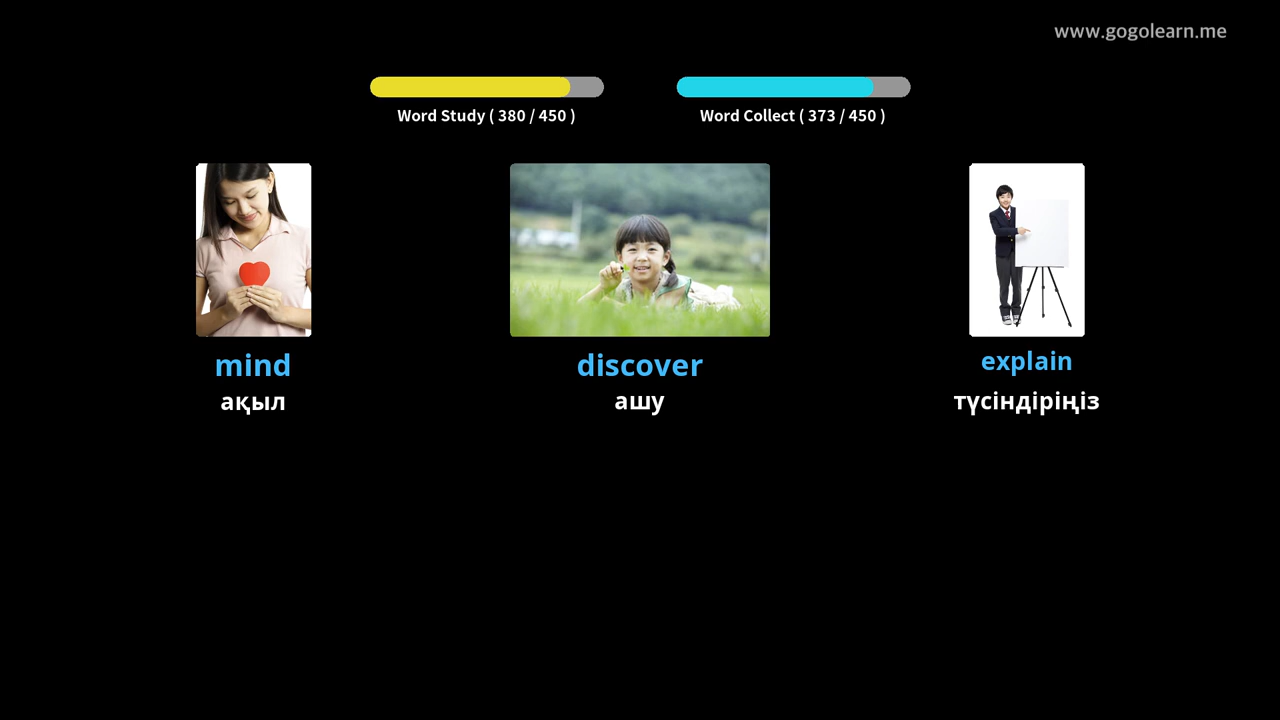 www.gogolearn.me
Word Study ( 380 / 450 )
Word Collect ( 373 / 450 )
mind
ақыл
discover
ашу
explain
түсіндіріңіз